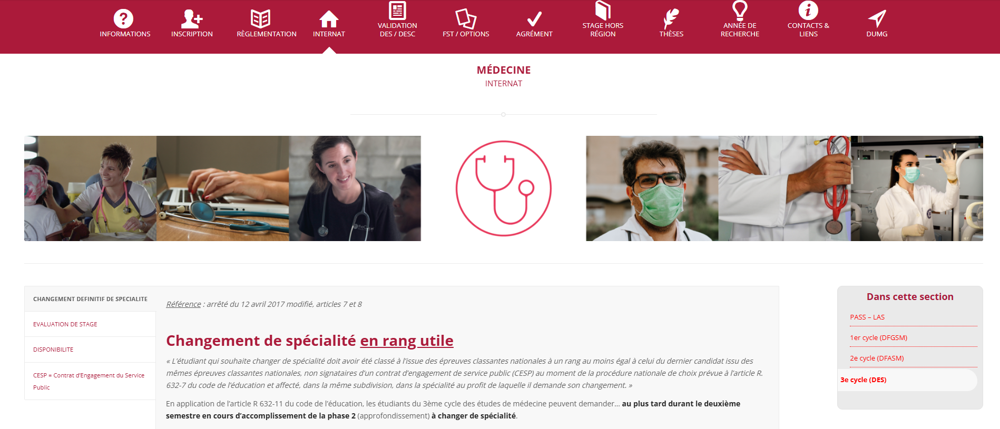 INFORMATIONS
INSCRIPTION
RÈGLEMENTATION
INTERNAT
VALIDATION
DES / DESC
FST / OPTIONS
AGRÉMENT
STAGE HORS
RÉGION
THÈSES
ANNÉE DE
RECHERCHE
CONTACTS &
LIENS
DUMG
MÉDECINE
INTERNAT
CHANGEMENT DEFINITIF DE SPECIALITE
EVALUATION DE STAGE
DISPONIBILITE
CESP = Contrat d’Engagement du Service
Public
Référence : arrêté du 12 avril 2017 modifié, articles 7 et 8
Changement de spécialité en rang utile
« L’étudiant qui souhaite changer de spécialité doit avoir été classé à l’issue des épreuves classantes nationales à un rang au moins égal à celui du dernier candidat issu des
mêmes épreuves classantes nationales, non signataires d’un contrat d’engagement de service public (CESP) au moment de la procédure nationale de choix prévue à l’article R.
632-7 du code de l’éducation et affecté, dans la même subdivision, dans la spécialité au profit de laquelle il demande son changement. »
En application de l’article R 632-11 du code de l’éducation, les étudiants du 3ème cycle des études de médecine peuvent demander… au plus tard durant le deuxième
semestre en cours d’accomplissement de la phase 2 (approfondissement) à changer de spécialité.
Dans cette section
PASS – LAS
1er cycle (DFGSM)
2e cycle (DFASM)
3e cycle (DES)